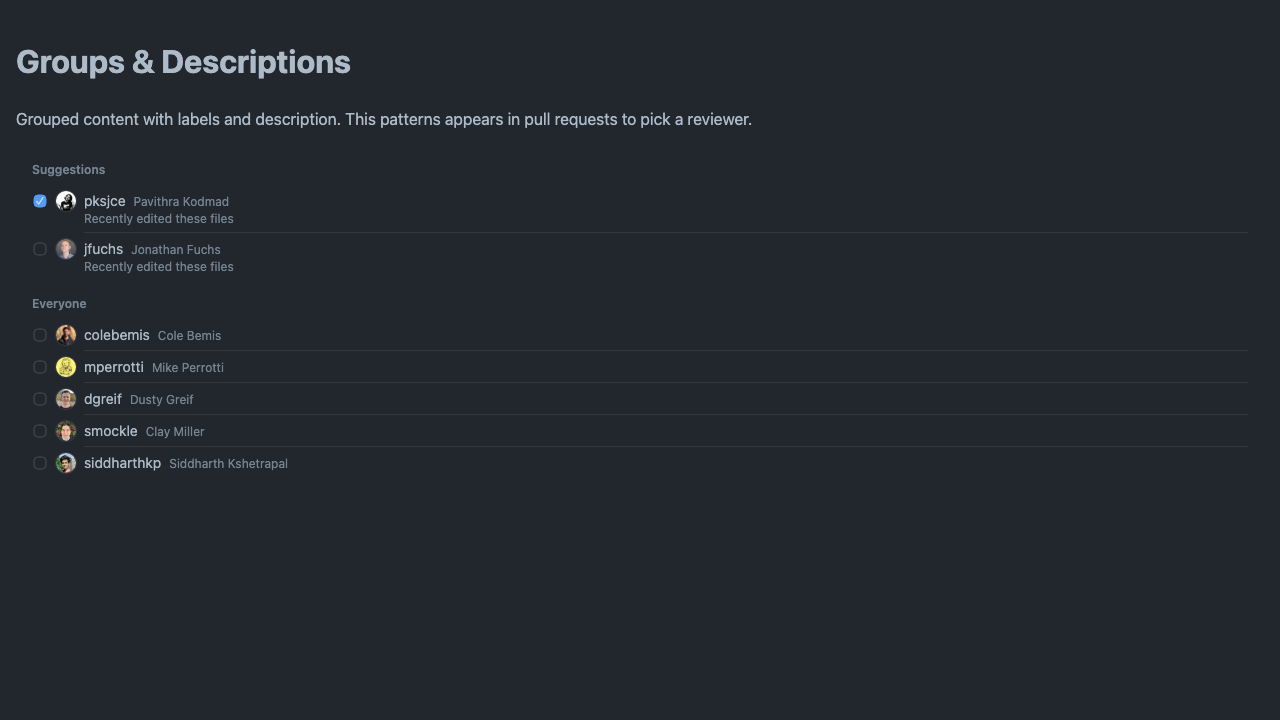 Groups & Descriptions
Grouped content with labels and description. This patterns appears in pull requests to pick a reviewer.
Suggestions
pksjce Pavithra Kodmad
Recently edited these files
jfuchs Jonathan Fuchs
Recently edited these files
Everyone
colebemis Cole Bemis
mperrotti Mike Perrotti
dgreif Dusty Greif
smockle Clay Miller
siddharthkp Siddharth Kshetrapal